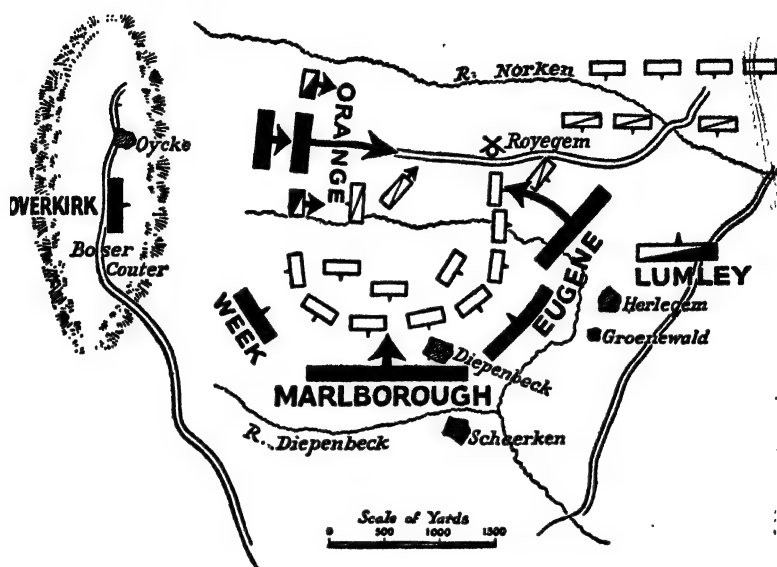 R. Norken
ORANGE
Royegem
Oycke
OVERKIRK
Boser
Couter
EUGENE
LUMLEY
WEEK
Herlegem
Groenewald
Diepenbeck
MARLBOROUGH
R. Diepenbeck
Schaerken
Scale of Yards
0 500 1000 1500